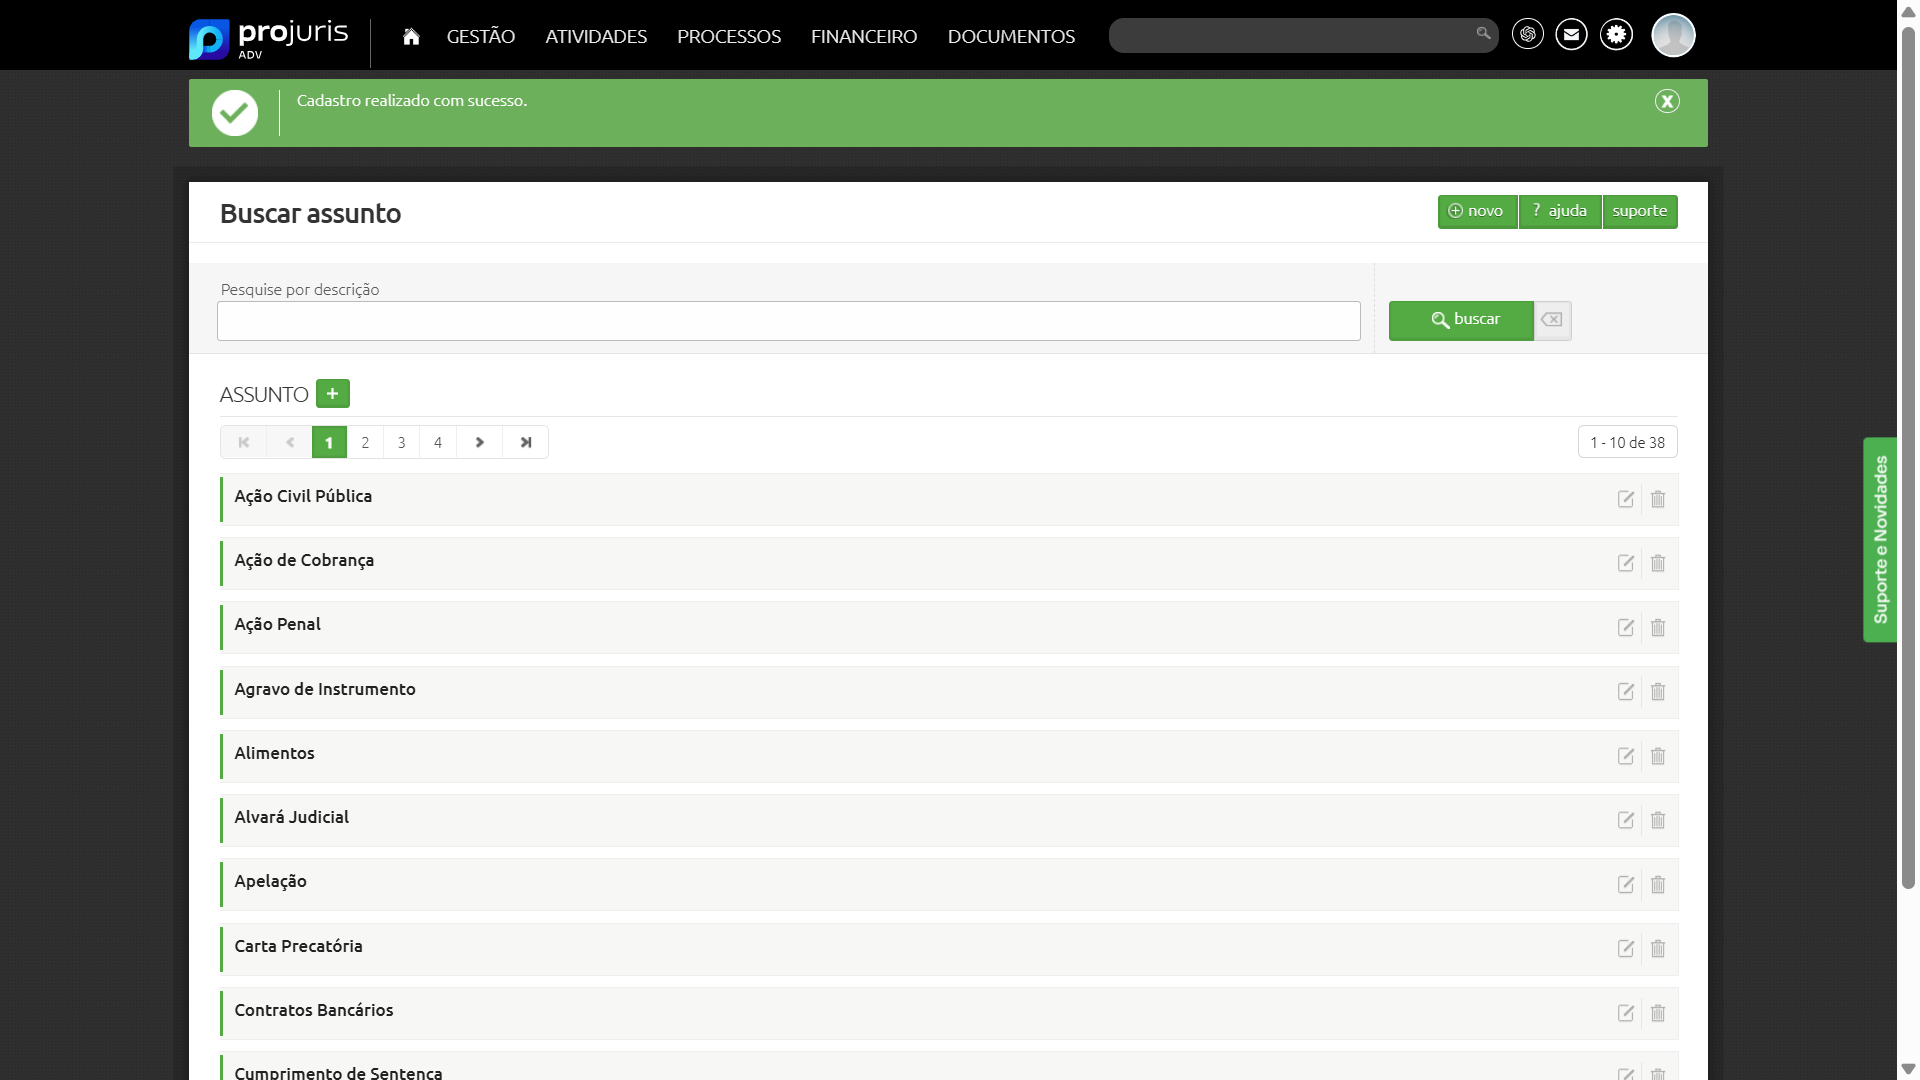 projuris
ADV
GESTÃO
ATIVIDADES
PROCESSOS
FINANCEIRO
DOCUMENTOS
Cadastro realizado com sucesso.
Buscar assunto
novo
? ajuda
suporte
Pesquise por descrição
buscar
ASSUNTO
1 2 3 4
1 - 10 de 38
Ação Civil Pública
Ação de Cobrança
Ação Penal
Agravo de Instrumento
Alimentos
Alvará Judicial
Apelação
Carta Precatória
Contratos Bancários
Cumprimento de Sentença
Suporte e Novidades